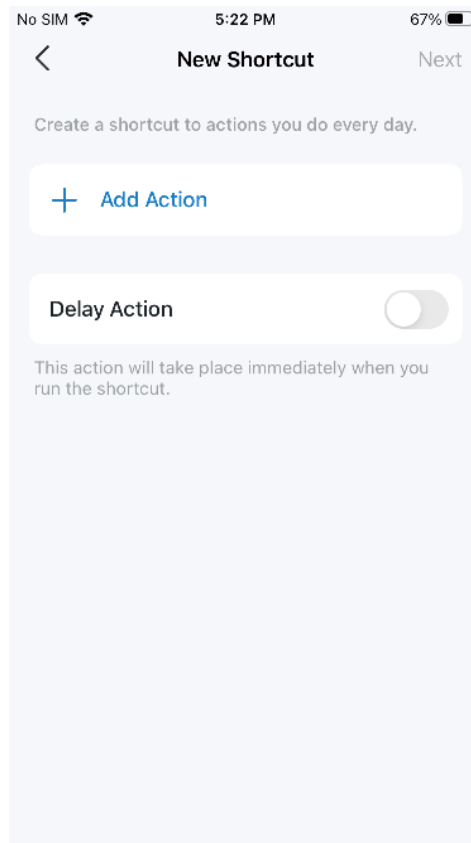 No SIM 5:22 PM 67%
New Shortcut Next
Create a shortcut to actions you do every day.
Add Action
Delay Action
This action will take place immediately when you
run the shortcut.